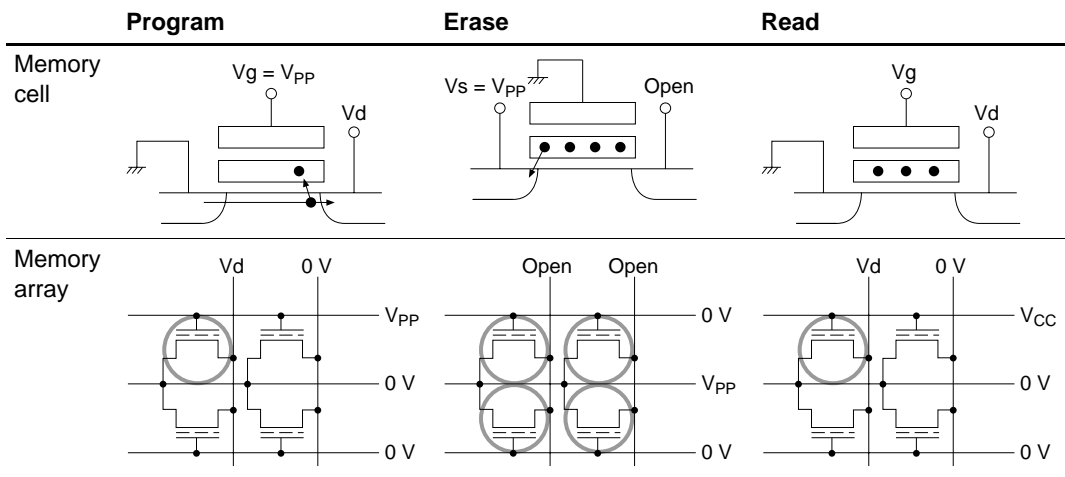 Program Erase Read
Memory cell
Vg = VPP
Vd
Vs = VPP
Open
Vg
Vd
Memory array
Vd 0 V
VPP
0 V
0 V
Open Open
0 V
VPP
0 V
Vd 0 V
VCC
0 V
0 V